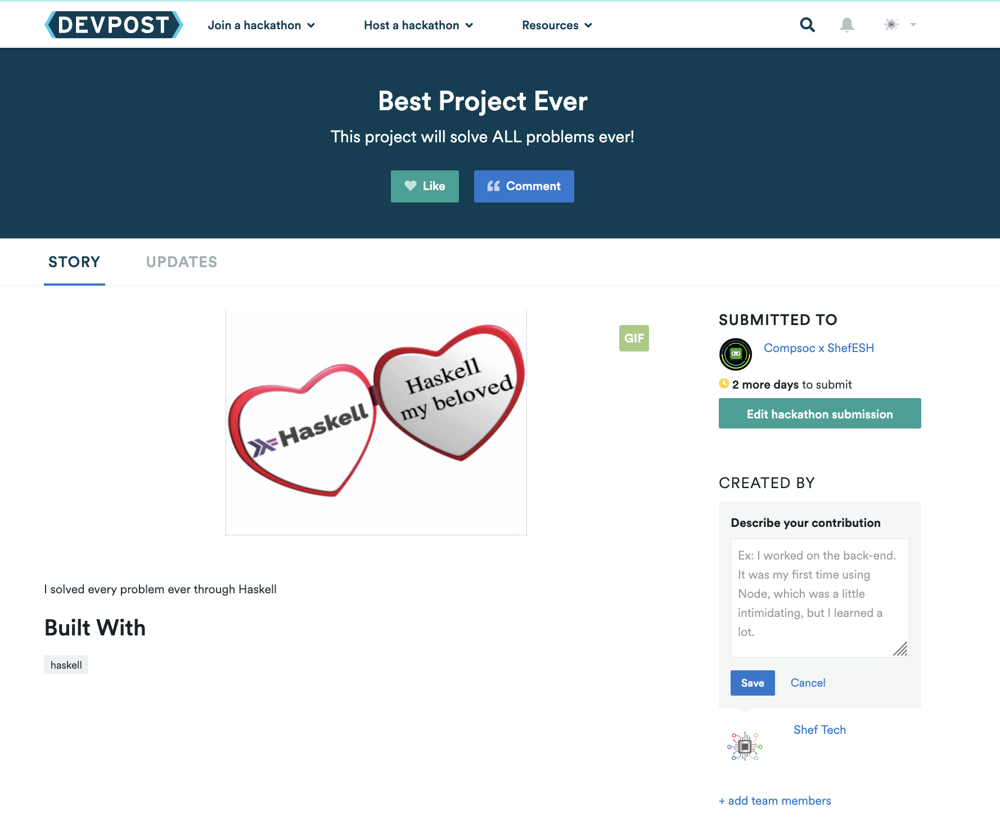 DEVPOST
Join a hackathon
Host a hackathon
Resources
Best Project Ever
This project will solve ALL problems ever!
Like
Comment
STORY
UPDATES
Haskell
Haskell
my beloved
GIF
I solved every problem ever through Haskell
Built With
haskell
SUBMITTED TO
Compsoc x ShefESH
2 more days to submit
Edit hackathon submission
CREATED BY
Describe your contribution
Ex: I worked on the back-end.
It was my first time using
Node, which was a little
intimidating, but I learned a
lot.
Save
Cancel
Shef Tech
+ add team members